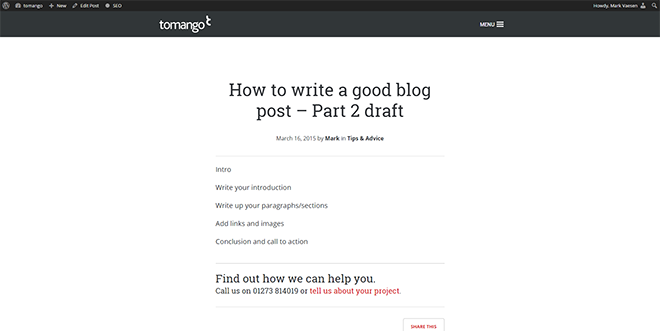 tomango New Edit Post SEO Howdy, Mark Vaesen
tomango MENU
How to write a good blog
post – Part 2 draft
March 16, 2015 by Mark in Tips & Advice
Intro
Write your introduction
Write up your paragraphs/sections
Add links and images
Conclusion and call to action
Find out how we can help you.
Call us on 01273 814019 or tell us about your project.
SHARE THIS